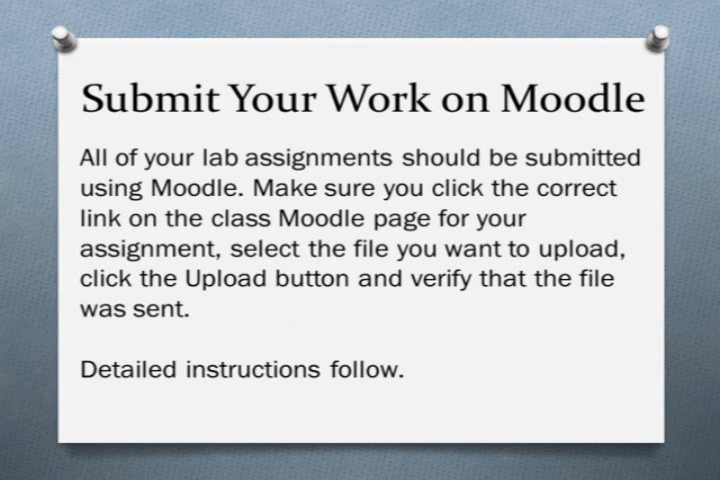 Submit Your Work on Moodle
All of your lab assignments should be submitted
using Moodle. Make sure you click the correct
link on the class Moodle page for your
assignment, select the file you want to upload,
click the Upload button and verify that the file
was sent.
Detailed instructions follow.